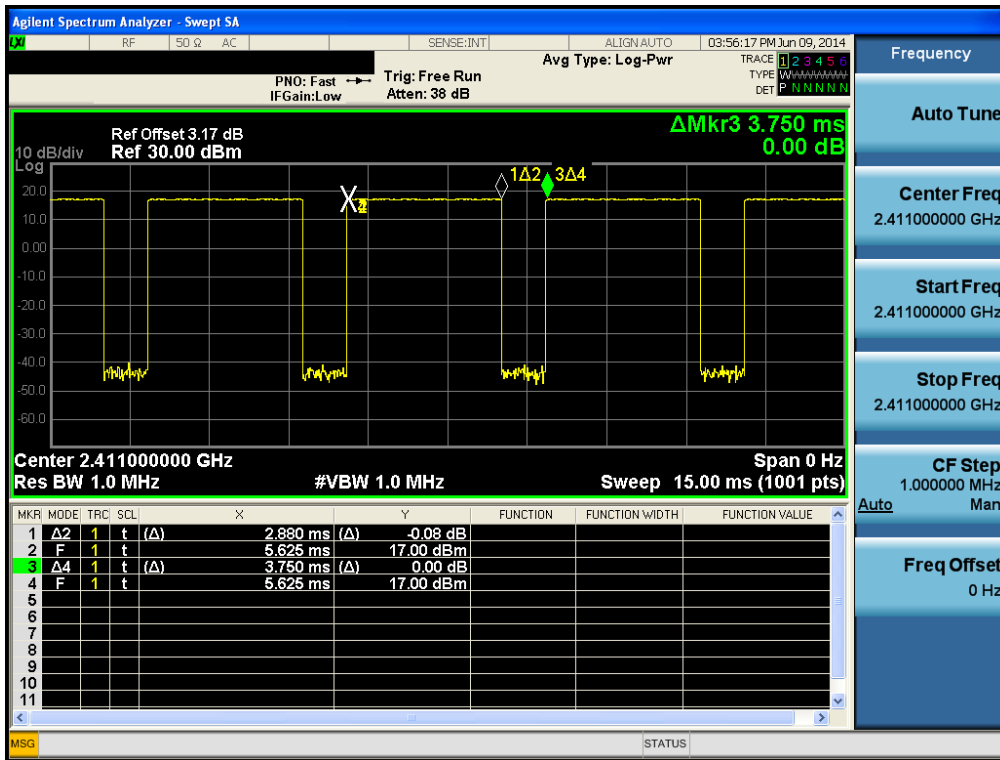 Agilent Spectrum Analyzer - Swept SA
LXI RF 50 Ω AC SENSE:INT ALIGN AUTO 03:56:17 PM Jun 09, 2014
PNO: Fast
IFGain:Low
Trig: Free Run
Atten: 38 dB
Avg Type: Log-Pwr
TRACE 1 2 3 4 5 6
TYPE WWWWWW
DET P N N N N N
ΔMkr3 3.750 ms
0.00 dB
Ref Offset 3.17 dB
10 dB/div Ref 30.00 dBm
Log
20.0
10.0
0.00
-10.0
-20.0
-30.0
-40.0
-50.0
-60.0
1Δ2 3Δ4
Center 2.411000000 GHz Span 0 Hz
Res BW 1.0 MHz #VBW 1.0 MHz Sweep 15.00 ms (1001 pts)
MKR MODE TRC SCL X Y FUNCTION FUNCTION WIDTH FUNCTION VALUE
1 Δ2 1 t (Δ) 2.880 ms (Δ) -0.08 dB
2 F 1 t 5.625 ms 17.00 dBm
3 Δ4 1 t (Δ) 3.750 ms (Δ) 0.00 dB
4 F 1 t 5.625 ms 17.00 dBm
5
6
7
8
9
10
11
MSG STATUS
Frequency
Auto Tune
Center Freq
2.411000000 GHz
Start Freq
2.411000000 GHz
Stop Freq
2.411000000 GHz
CF Step
1.000000 MHz
Auto Man
Freq Offset
0 Hz